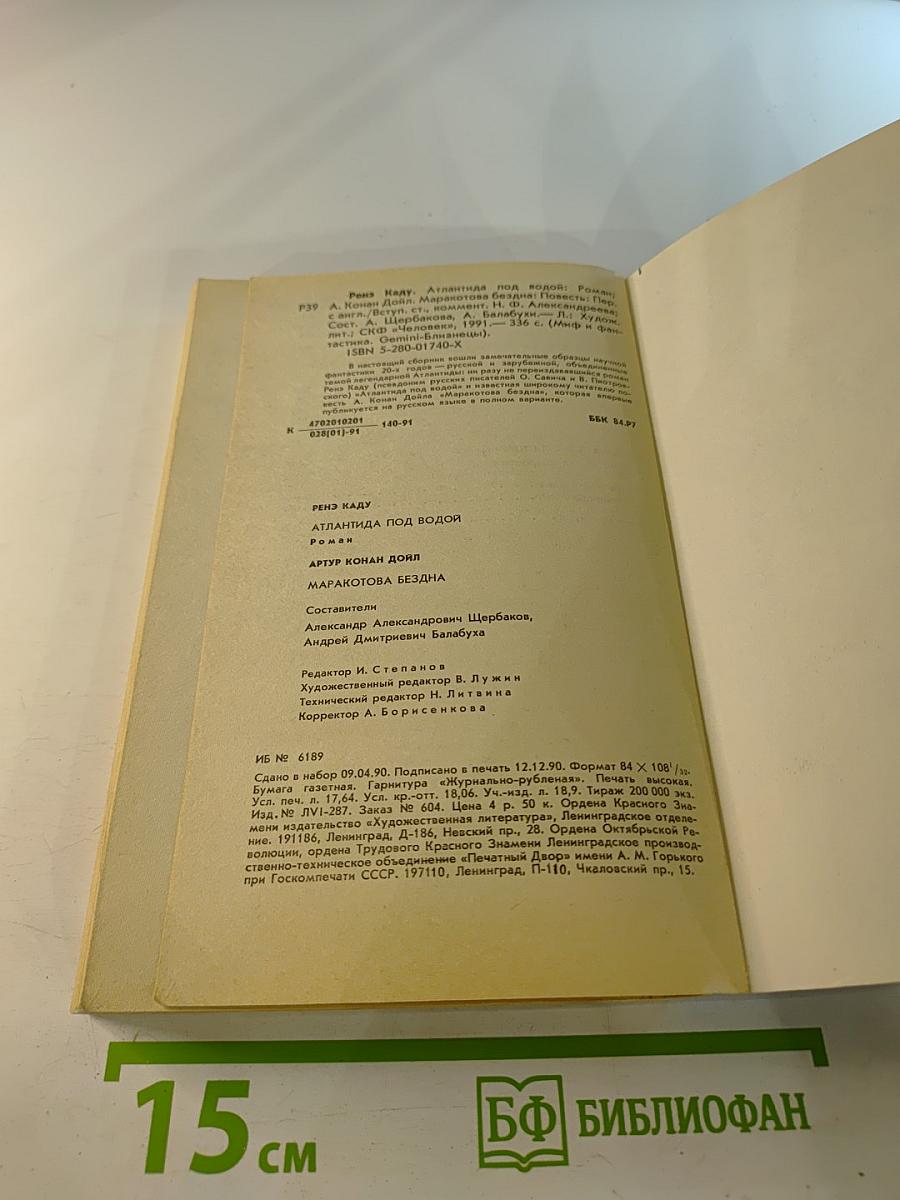 Ренэ Каду. Атлантида под водой: Роман;
Р39 А. Конан Дойл. Маракотова бездна: Повесть: Пер.
с англ./Вступ. ст., коммент. Н. Ф. Александреева;
Сост. А. Щербакова, А. Балабухи.— Л.: Худож.
лит.; СКФ «Человек», 1991.— 336 с. (Миф и фан-
тастика. Gemini-Близнецы).
ISBN 5-280-01740-X
В настоящий сборник вошли замечательные образцы научной
фантастики 20-х годов — русской и зарубежной, объединенные
темой легендарной Атлантиды: ни разу не переиздававшийся роман
Ренэ Каду (псевдоним русских писателей О. Савича и В. Пиотров-
ского) «Атлантида под водой» и известная широкому читателю по-
весть А. Конан Дойла «Маракотова бездна», которая впервые
публикуется на русском языке в полном варианте.
К 4702010201
028(01)-91 140-91
ББК 84.Р7
РЕНЭ КАДУ
АТЛАНТИДА ПОД ВОДОЙ
Роман
АРТУР КОНАН ДОЙЛ
МАРАКОТОВА БЕЗДНА
Составители
Александр Александрович Щербаков,
Андрей Дмитриевич Балабуха
Редактор И. Степанов
Художественный редактор В. Лужин
Технический редактор Н. Литвина
Корректор А. Борисенкова
ИБ № 6189
Сдано в набор 09.04.90. Подписано в печать 12.12.90. Формат 84 × 108 1/32.
Бумага газетная. Гарнитура «Журнально-рубленая». Печать высокая.
Усл. печ. л. 17,64. Усл. кр.-отт. 18,06. Уч.-изд. л. 18,9. Тираж 200 000 экз.
Изд. № ЛVI-287. Заказ № 604. Цена 4 р. 50 к. Ордена Красного Зна-
мени издательство «Художественная литература», Ленинградское отделе-
ние. 191186, Ленинград, Д-186, Невский пр., 28. Ордена Октябрьской Ре-
волюции, ордена Трудового Красного Знамени Ленинградское производ-
ственно-техническое объединение «Печатный Двор» имени А. М. Горького
при Госкомпечати СССР. 197110, Ленинград, П-110, Чкаловский пр., 15.
15 см
БФ БИБЛИОФАН